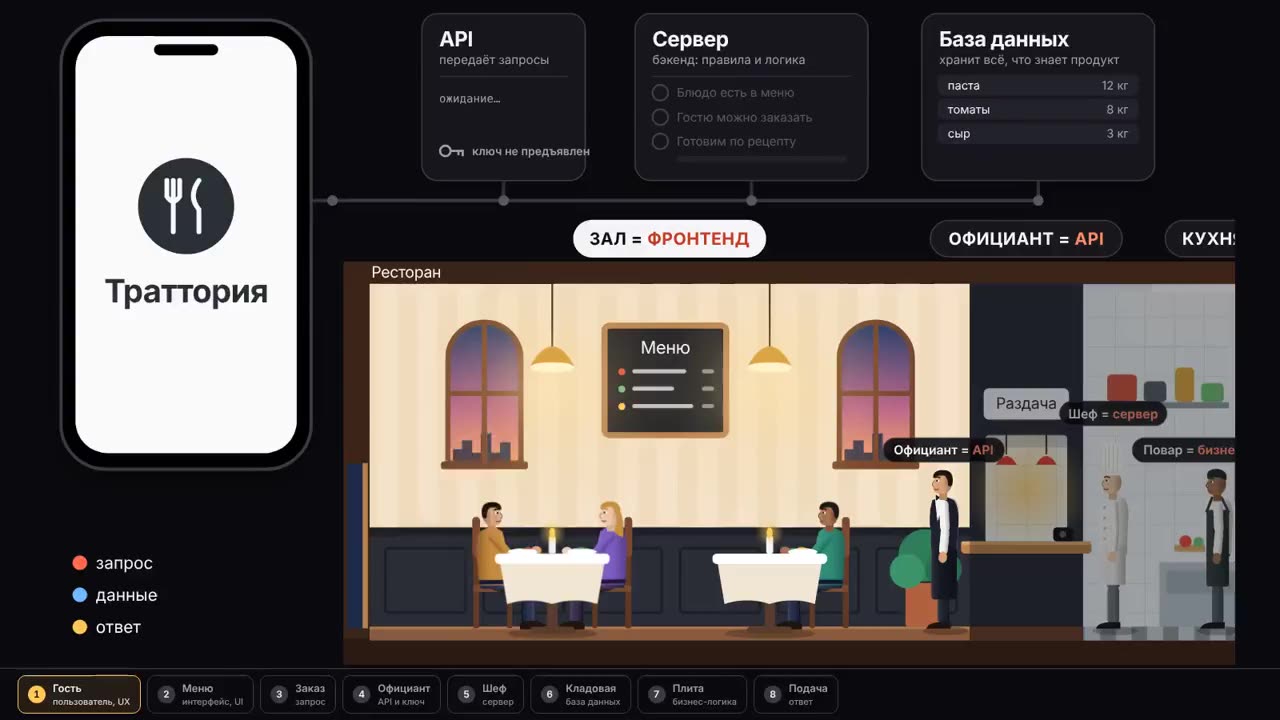 Траттория
API
передаёт запросы
ожидание…
ключ не предъявлен
Сервер
бэкенд: правила и логика
Блюдо есть в меню
Гостю можно заказать
Готовим по рецепту
База данных
хранит всё, что знает продукт
паста 12 кг
томаты 8 кг
сыр 3 кг
ЗАЛ = ФРОНТЕНД
ОФИЦИАНТ = API
Ресторан
Меню
Раздача
Шеф = сервер
Официант = API
Повар =
запрос
данные
ответ
1 Гость
пользователь, UX
2 Меню
интерфейс, UI
3 Заказ
запрос
4 Официант
API и ключ
5 Шеф
сервер
6 Кладовая
база данных
7 Плита
бизнес-логика
8 Подача
ответ